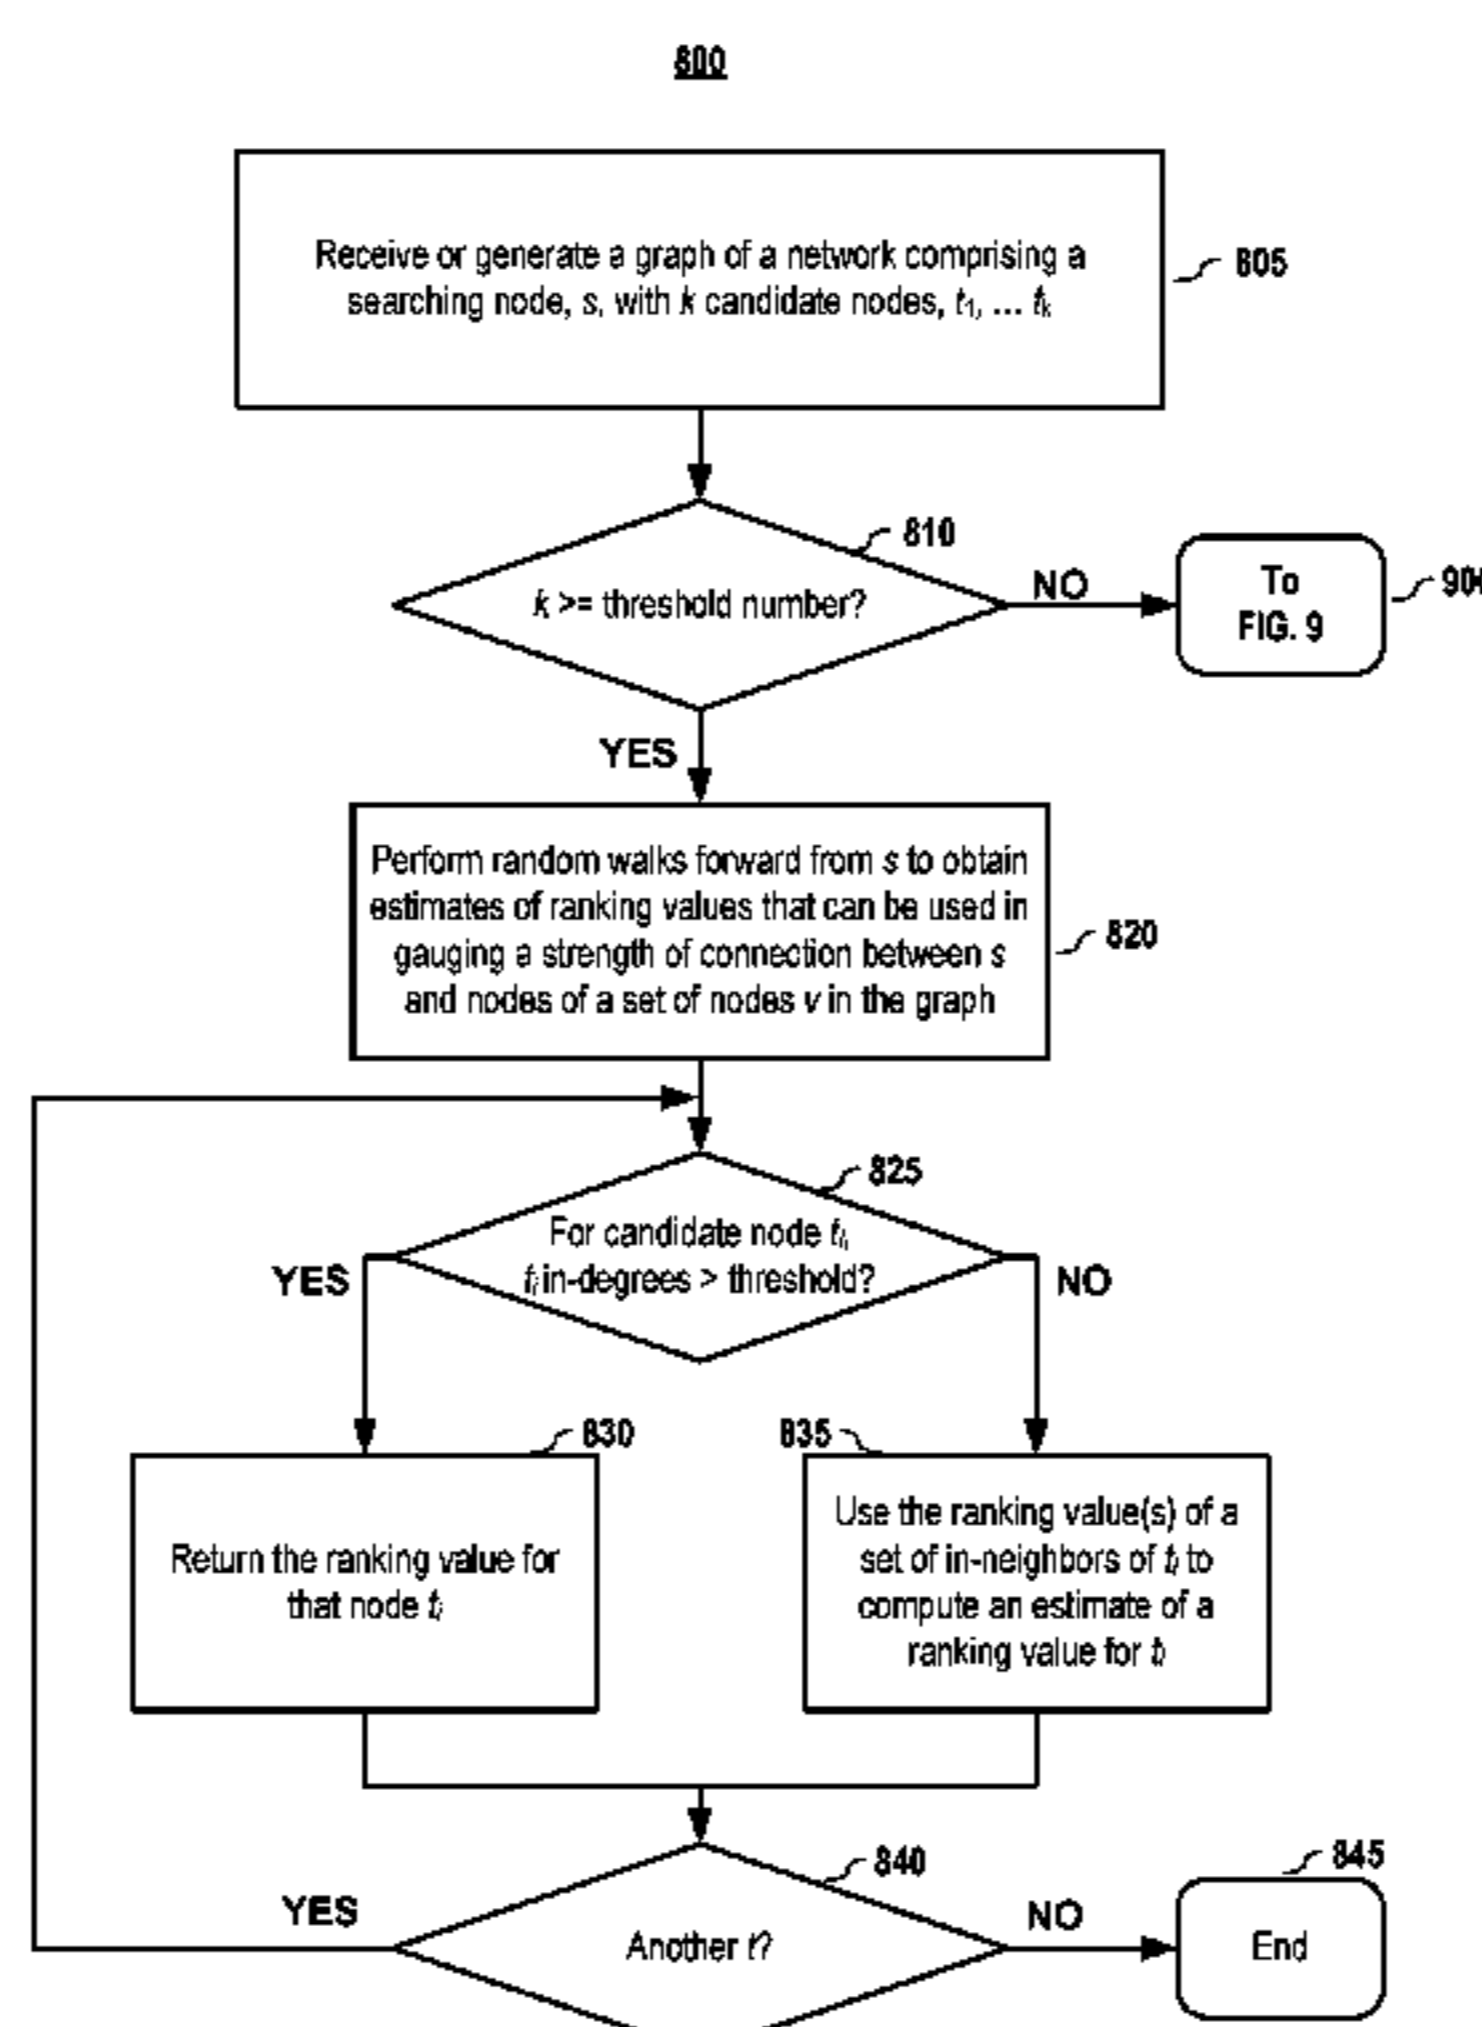 800
Receive or generate a graph of a network comprising a
searching node, s, with k candidate nodes, t1, ... tk
805
810
k >= threshold number?
NO
To
FIG. 9
YES
Perform random walks forward from s to obtain
estimates of ranking values that can be used in
gauging a strength of connection between s
and nodes of a set of nodes v in the graph
820
825
For candidate node ti,
ti in-degrees > threshold?
YES
NO
830
Return the ranking value for
that node ti
835
Use the ranking value(s) of a
set of in-neighbors of ti to
compute an estimate of a
ranking value for ti
840
Another t?
YES
NO
845
End